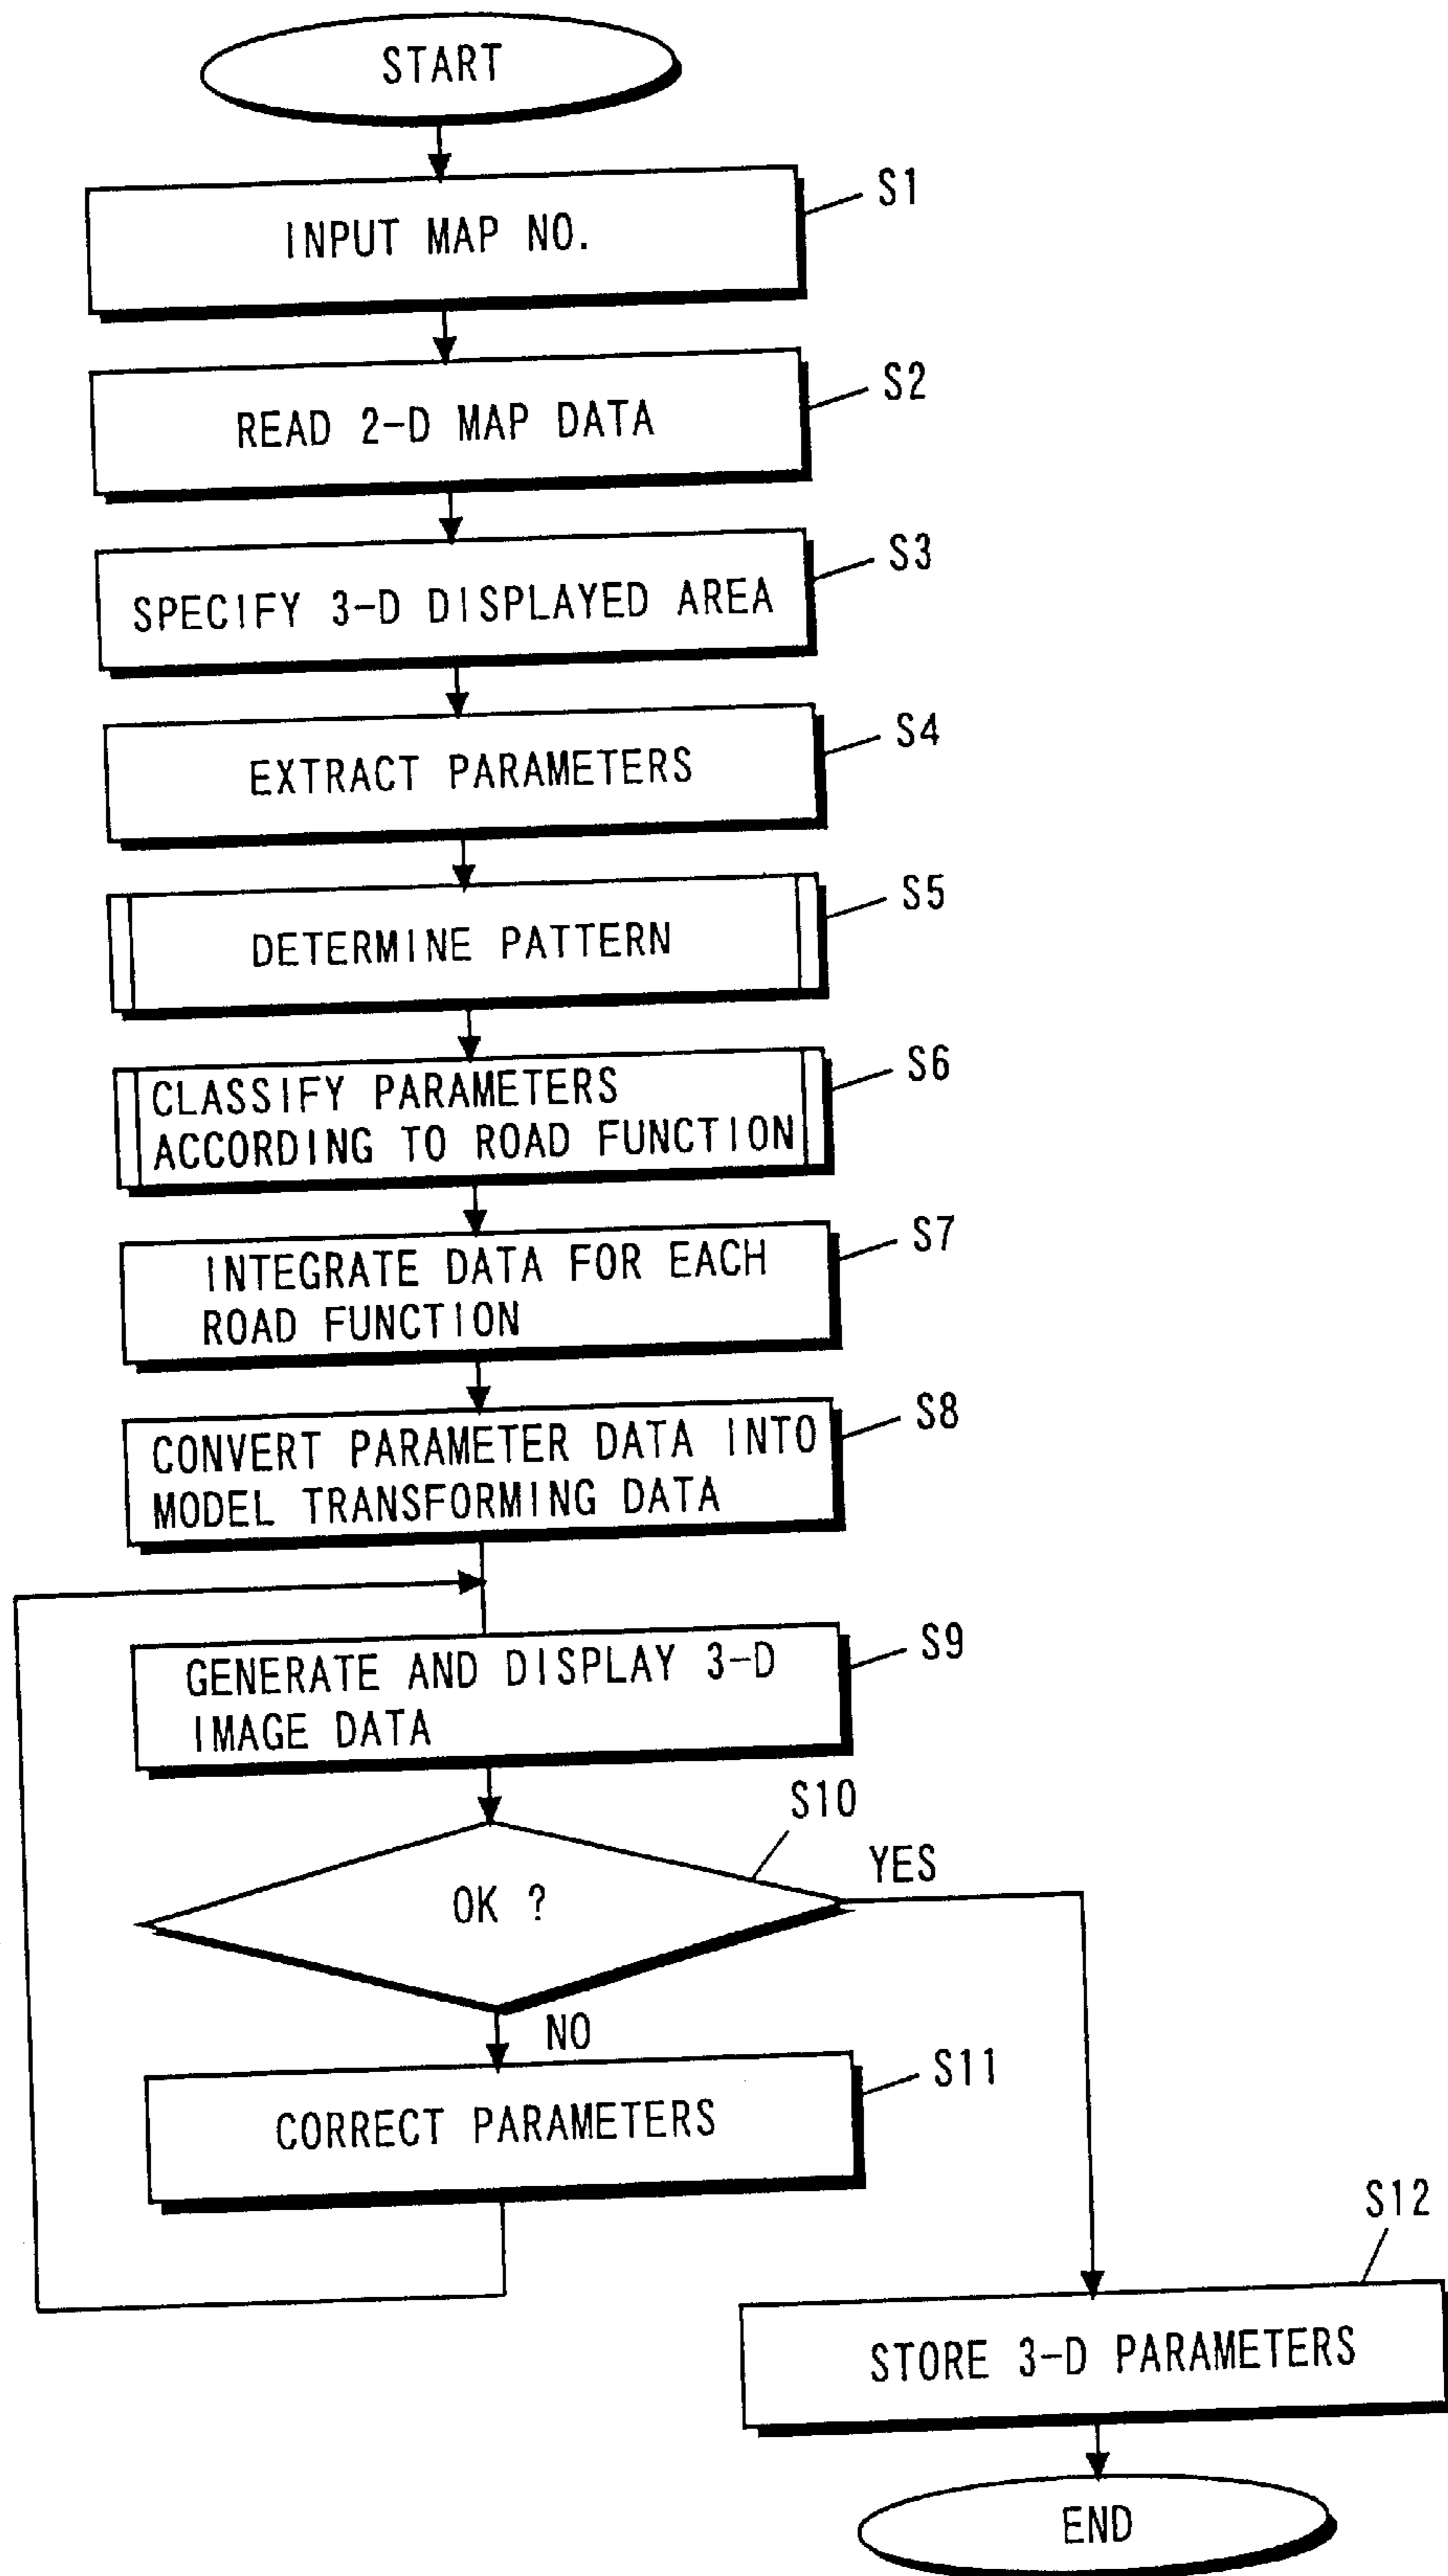 START
INPUT MAP NO.
S1
READ 2-D MAP DATA
S2
SPECIFY 3-D DISPLAYED AREA
S3
EXTRACT PARAMETERS
S4
DETERMINE PATTERN
S5
CLASSIFY PARAMETERS
ACCORDING TO ROAD FUNCTION
S6
INTEGRATE DATA FOR EACH
ROAD FUNCTION
S7
CONVERT PARAMETER DATA INTO
MODEL TRANSFORMING DATA
S8
GENERATE AND DISPLAY 3-D
IMAGE DATA
S9
S10
OK ?
YES
NO
CORRECT PARAMETERS
S11
S12
STORE 3-D PARAMETERS
END